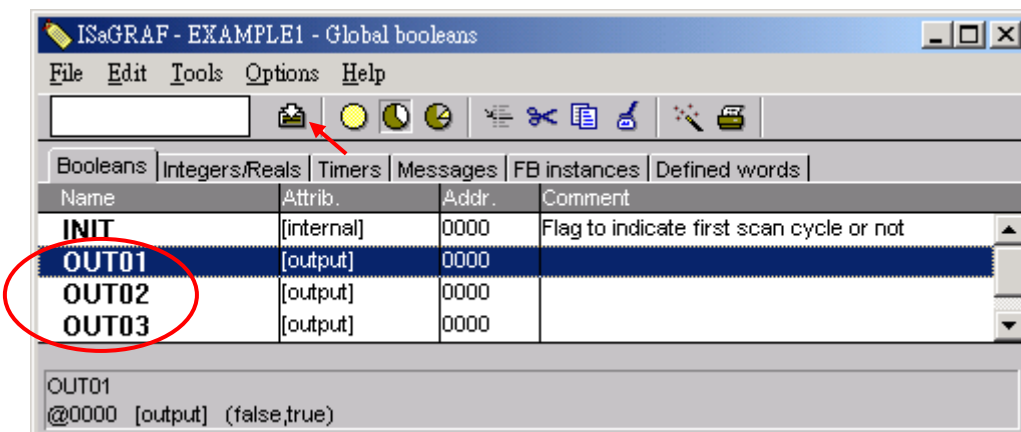 ISaGRAF - EXAMPLE1 - Global booleans
File Edit Tools Options Help
Booleans Integers/Reals Timers Messages FB instances Defined words
Name Attrib. Addr. Comment
INIT [internal] 0000 Flag to indicate first scan cycle or not
OUT01 [output] 0000
OUT02 [output] 0000
OUT03 [output] 0000
OUT01
@0000 [output] (false,true)